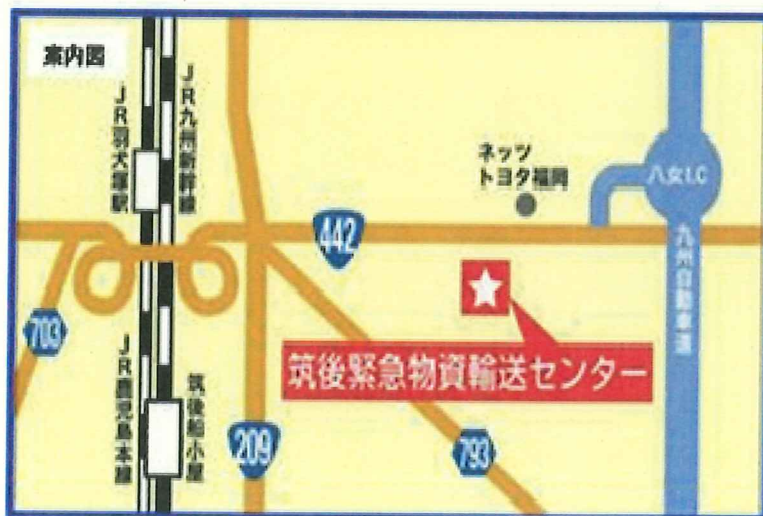 案内図
JR九州新幹線
JR羽犬塚駅
ネッツ
トヨタ福岡
八女I.C
442
九州自動車道
703
筑後緊急物資輸送センター
JR鹿児島本線
筑後船小屋
209
793